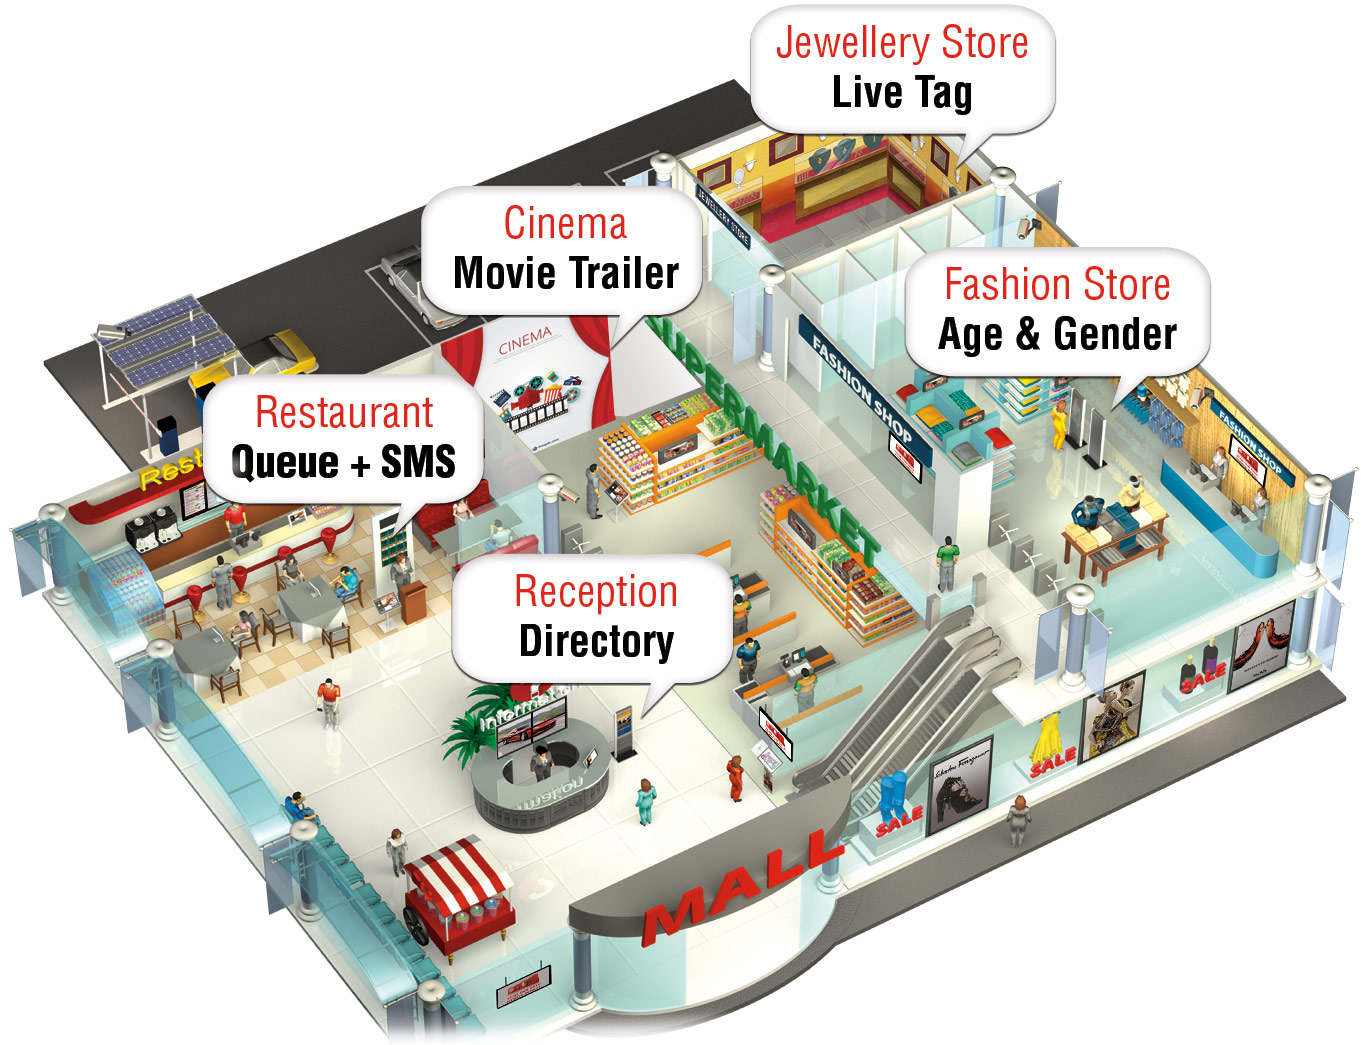 Jewellery Store
Live Tag
JEWELLERY STORE
Cinema
Movie Trailer
Fashion Store
Age & Gender
CINEMA
SUPERMARKET
FASHION SHOP
FASHION SHOP
Restaurant
Queue + SMS
Rest
Reception
Directory
Information
mation
SALE
SALE
SALE
MALL